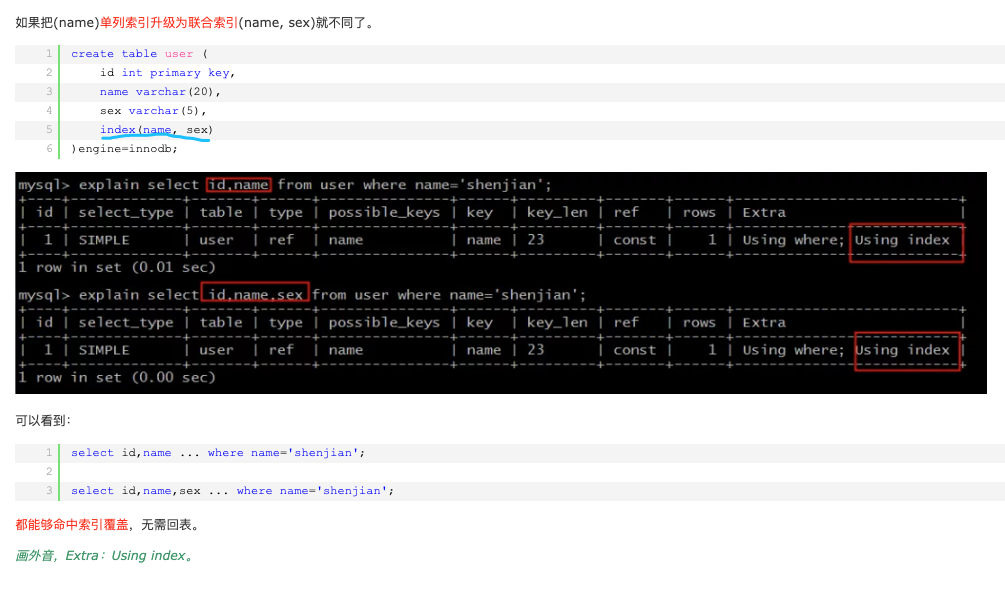 如果把(name)单列索引升级为联合索引(name, sex)就不同了。
1 create table user (
2 id int primary key,
3 name varchar(20),
4 sex varchar(5),
5 index(name, sex)
6 )engine=innodb;
mysql> explain select id,name from user where name='shenjian';
| id | select_type | table | type | possible_keys | key | key_len | ref | rows | Extra |
| 1 | SIMPLE | user | ref | name | name | 23 | const | 1 | Using where; Using index |
1 row in set (0.01 sec)
mysql> explain select id,name,sex from user where name='shenjian';
| id | select_type | table | type | possible_keys | key | key_len | ref | rows | Extra |
| 1 | SIMPLE | user | ref | name | name | 23 | const | 1 | Using where; Using index |
1 row in set (0.00 sec)
可以看到：
1 select id,name ... where name='shenjian';
2
3 select id,name,sex ... where name='shenjian';
都能够命中索引覆盖，无需回表。
画外音，Extra：Using index。